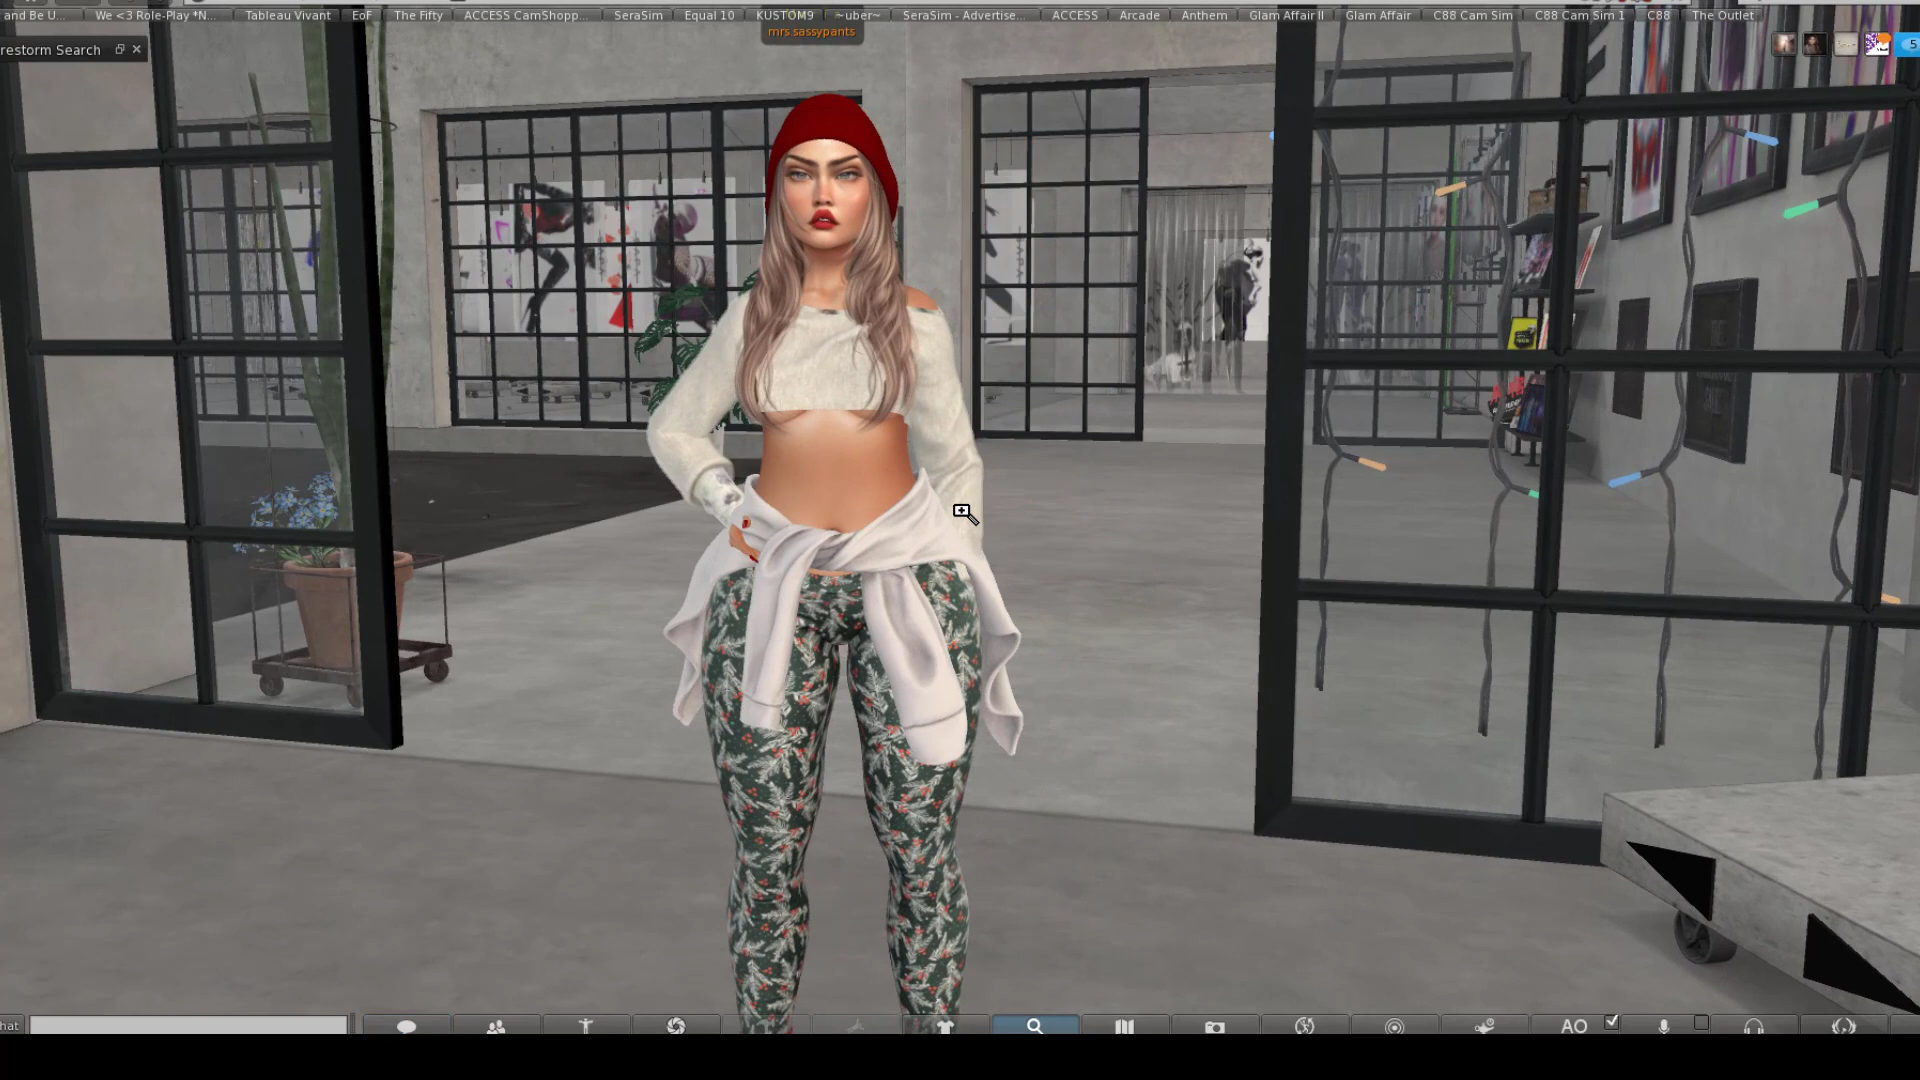 and Be U...
We <3 Role-Play *N...
Tableau Vivant
EoF
The Fifty
ACCESS CamShopp...
SeraSim
Equal 10
KUSTOM9
~uber~
SeraSim - Advertise...
ACCESS
Arcade
Anthem
Glam Affair II
Glam Affair
C88 Cam Sim
C88 Cam Sim 1
C88
The Outlet
mrs.sassypants
restorm Search
5
hat
AO